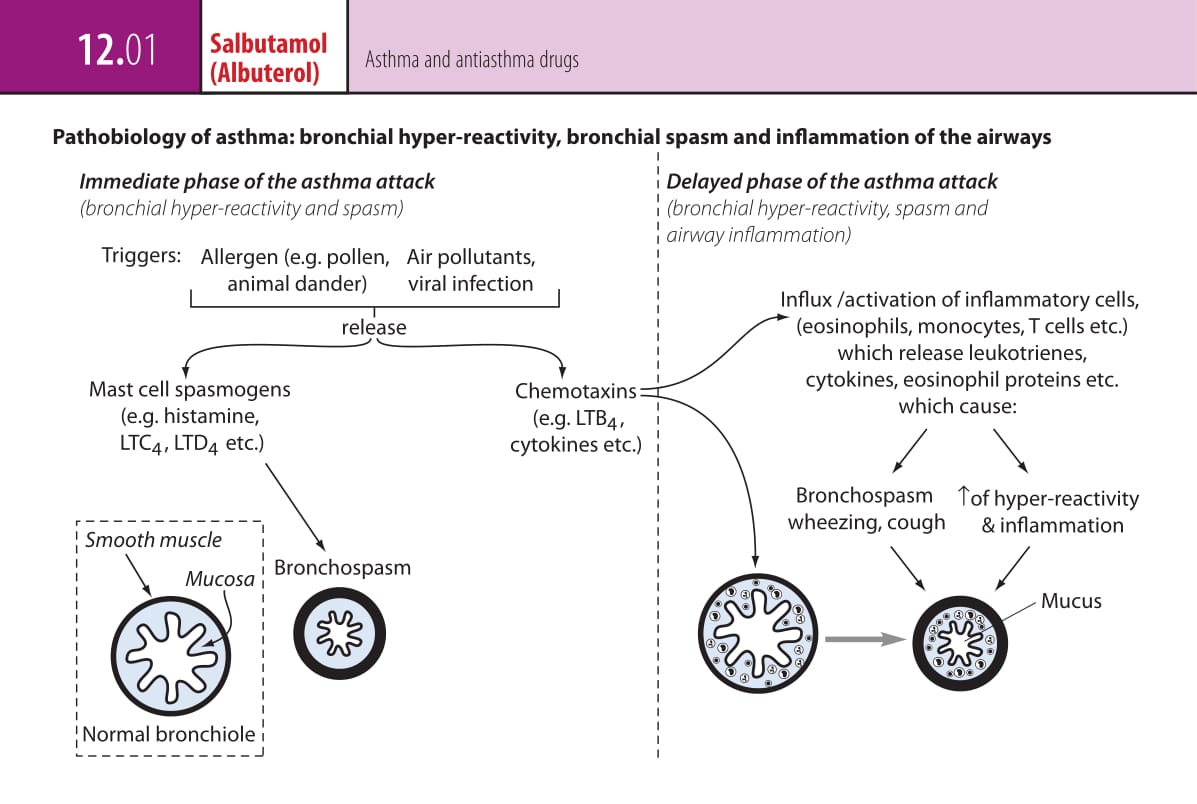 12.01
Salbutamol
(Albuterol)
Asthma and antiasthma drugs
Pathobiology of asthma: bronchial hyper-reactivity, bronchial spasm and inflammation of the airways
Immediate phase of the asthma attack
(bronchial hyper-reactivity and spasm)
Triggers: Allergen (e.g. pollen, Air pollutants,
animal dander) viral infection
release
Mast cell spasmogens
(e.g. histamine,
LTC4, LTD4 etc.)
Chemotaxins
(e.g. LTB4,
cytokines etc.)
Smooth muscle
Mucosa
Normal bronchiole
Bronchospasm
Delayed phase of the asthma attack
(bronchial hyper-reactivity, spasm and
airway inflammation)
Influx /activation of inflammatory cells,
(eosinophils, monocytes, T cells etc.)
which release leukotrienes,
cytokines, eosinophil proteins etc.
which cause:
Bronchospasm
wheezing, cough
↑of hyper-reactivity
& inflammation
Mucus